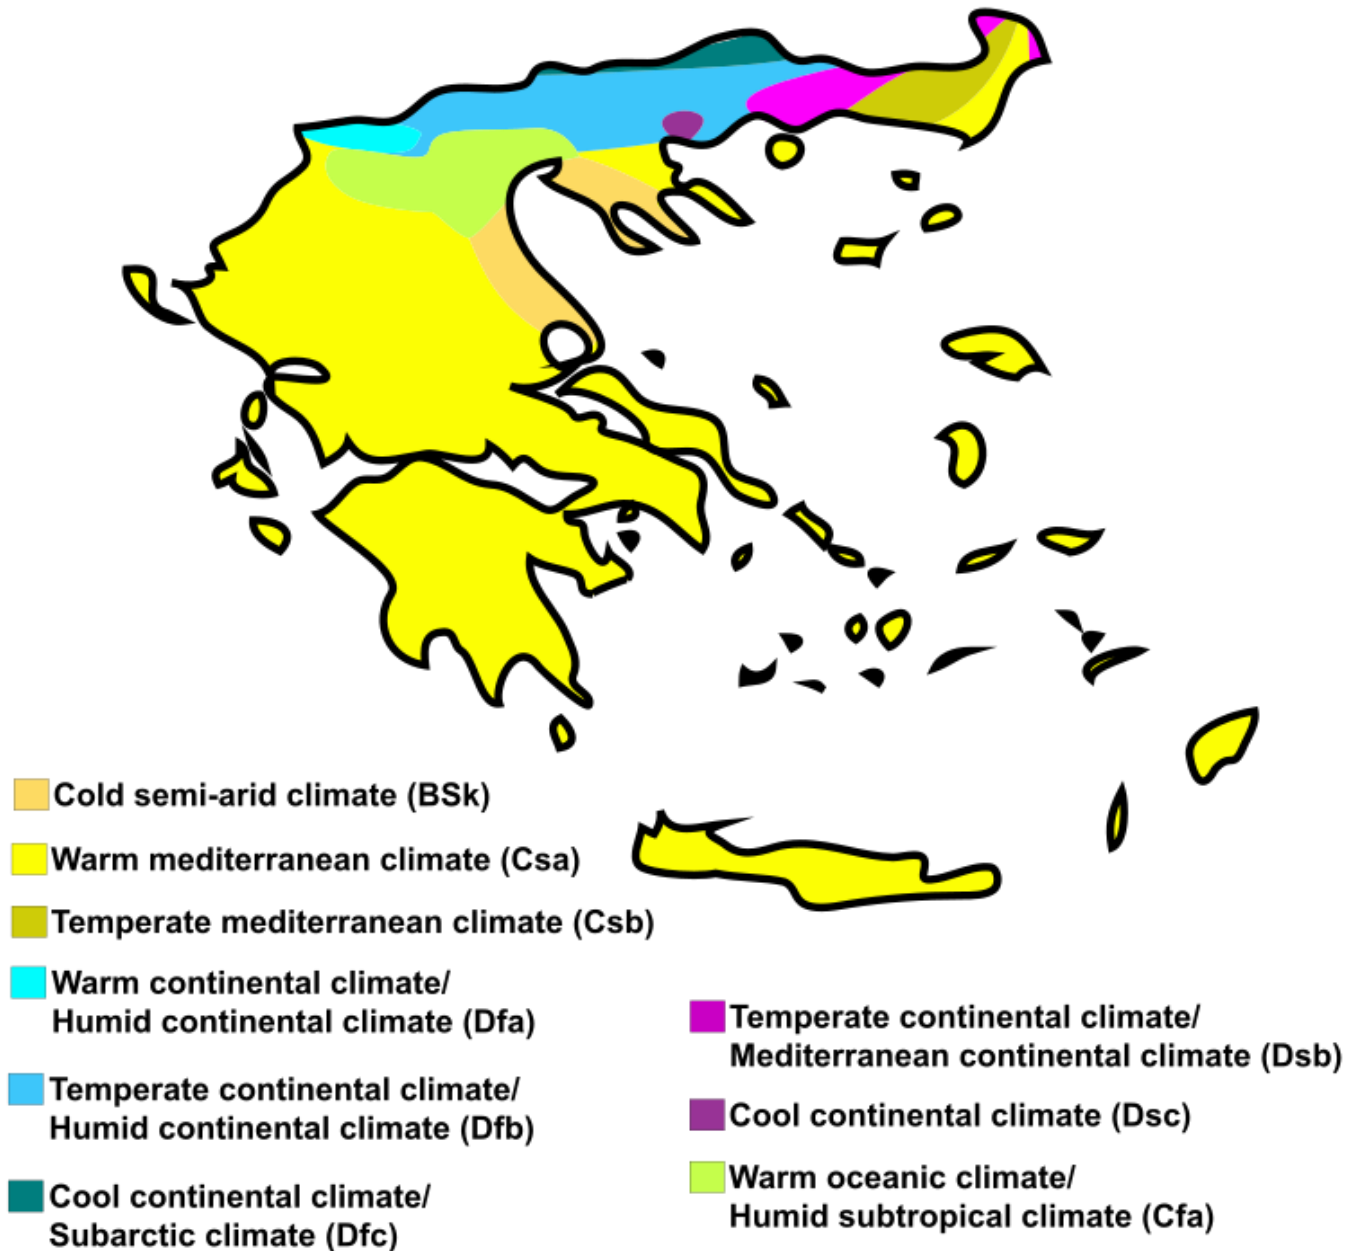 Cold semi-arid climate (BSk)
Warm mediterranean climate (Csa)
Temperate mediterranean climate (Csb)
Warm continental climate/
Humid continental climate (Dfa)
Temperate continental climate/
Humid continental climate (Dfb)
Cool continental climate/
Subarctic climate (Dfc)
Temperate continental climate/
Mediterranean continental climate (Dsb)
Cool continental climate (Dsc)
Warm oceanic climate/
Humid subtropical climate (Cfa)